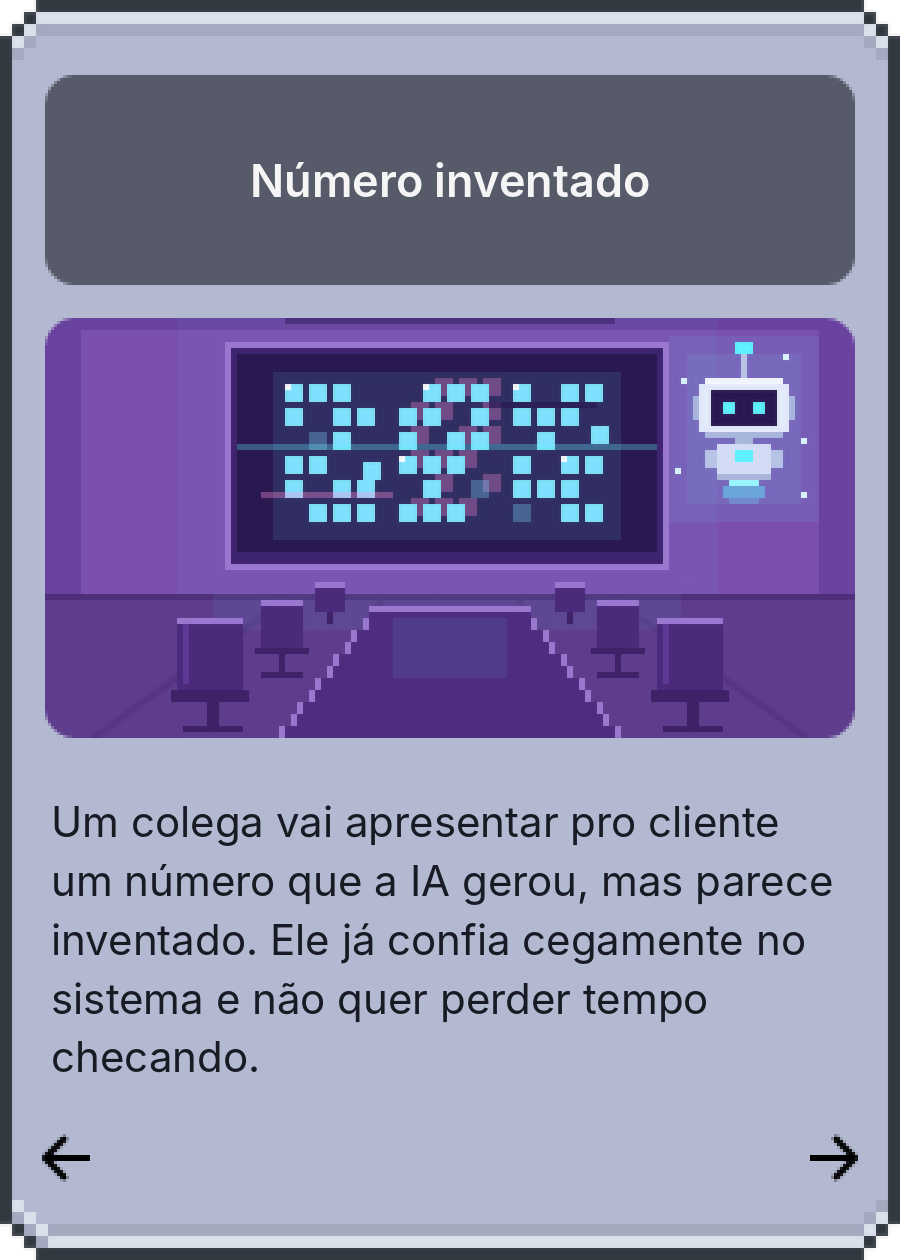 Número inventado
Um colega vai apresentar pro cliente
um número que a IA gerou, mas parece
inventado. Ele já confia cegamente no
sistema e não quer perder tempo
checando.